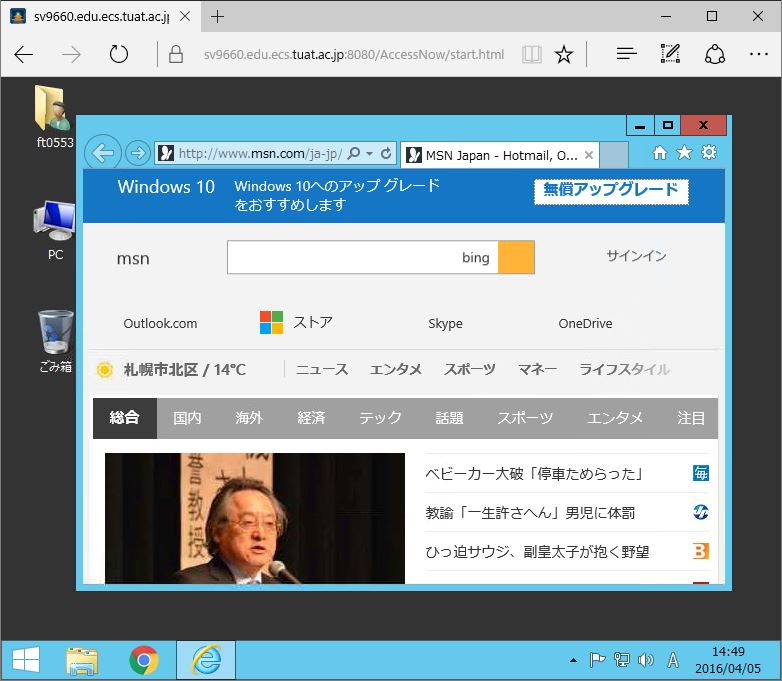 sv9660.edu.ecs.tuat.ac.j
sv9660.edu.ecs.tuat.ac.jp:8080/AccessNow/start.html
ft0553
PC
ごみ箱
http://www.msn.com/ja-jp/
MSN Japan - Hotmail, O...
Windows 10
Windows 10へのアップ グレード
をおすすめします
無償アップグレード
msn
bing
サインイン
Outlook.com
ストア
Skype
OneDrive
札幌市北区 / 14°C
ニュース
エンタメ
スポーツ
マネー
ライフスタイル
総合
国内
海外
経済
テック
話題
スポーツ
エンタメ
注目
誉教授
ベビーカー大破「停車ためらった」
毎
教諭「一生許さへん」男児に体罰
ひっ迫サウジ、副皇太子が抱く野望
B
A
14:49
2016/04/05